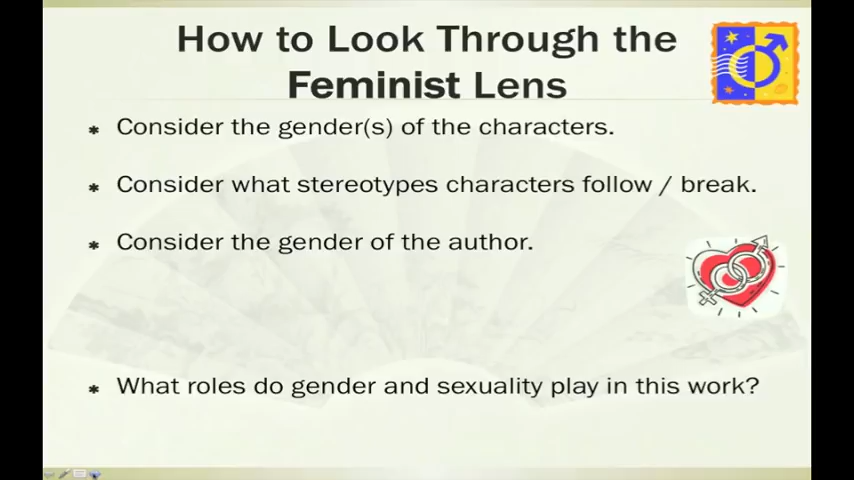 How to Look Through the
Feminist Lens
* Consider the gender(s) of the characters.
* Consider what stereotypes characters follow / break.
* Consider the gender of the author.
* What roles do gender and sexuality play in this work?